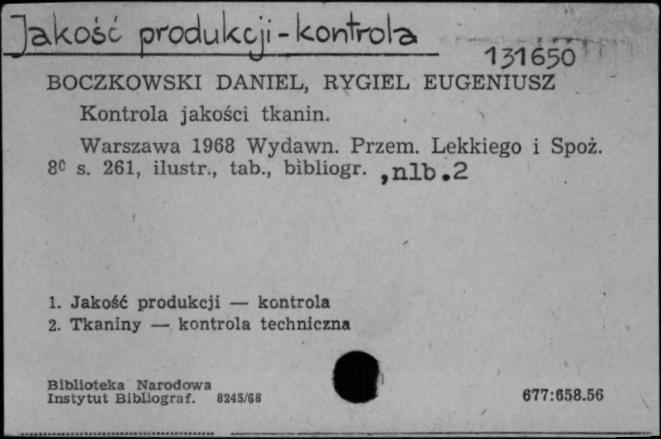 Jakość produkcji-kontrola
131650
BOCZKOWSKI DANIEL, RYGIEL EUGENIUSZ
Kontrola jakości tkanin.
Warszawa 1968 Wydawn. Przem. Lekkiego i Spoż.
8⁰ s. 261, ilustr., tab., bibliogr. ,nlb.2
1. Jakość produkcji — kontrola
2. Tkaniny — kontrola techniczna
Biblioteka Narodowa
Instytut Bibliograf. 8245/68
677:658.56